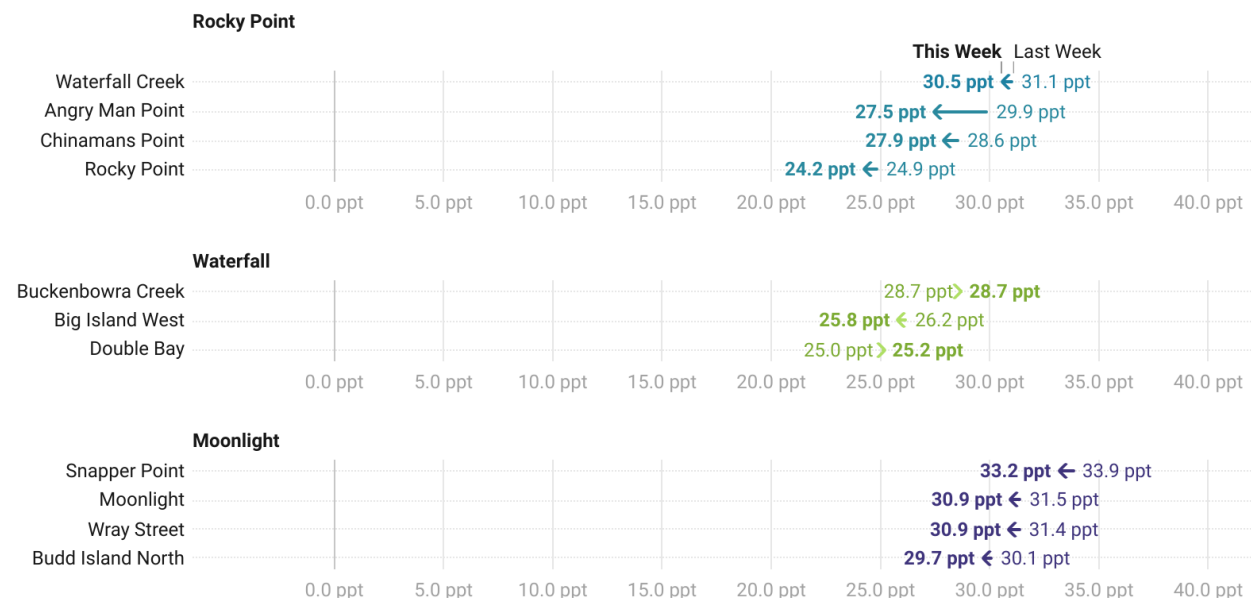 Rocky Point
This Week Last Week
Waterfall Creek 30.5 ppt 31.1 ppt
Angry Man Point 27.5 ppt 29.9 ppt
Chinamans Point 27.9 ppt 28.6 ppt
Rocky Point 24.2 ppt 24.9 ppt
0.0 ppt 5.0 ppt 10.0 ppt 15.0 ppt 20.0 ppt 25.0 ppt 30.0 ppt 35.0 ppt 40.0 ppt
Waterfall
Buckenbowra Creek 28.7 ppt 28.7 ppt
Big Island West 25.8 ppt 26.2 ppt
Double Bay 25.0 ppt 25.2 ppt
0.0 ppt 5.0 ppt 10.0 ppt 15.0 ppt 20.0 ppt 25.0 ppt 30.0 ppt 35.0 ppt 40.0 ppt
Moonlight
Snapper Point 33.2 ppt 33.9 ppt
Moonlight 30.9 ppt 31.5 ppt
Wray Street 30.9 ppt 31.4 ppt
Budd Island North 29.7 ppt 30.1 ppt
0.0 ppt 5.0 ppt 10.0 ppt 15.0 ppt 20.0 ppt 25.0 ppt 30.0 ppt 35.0 ppt 40.0 ppt